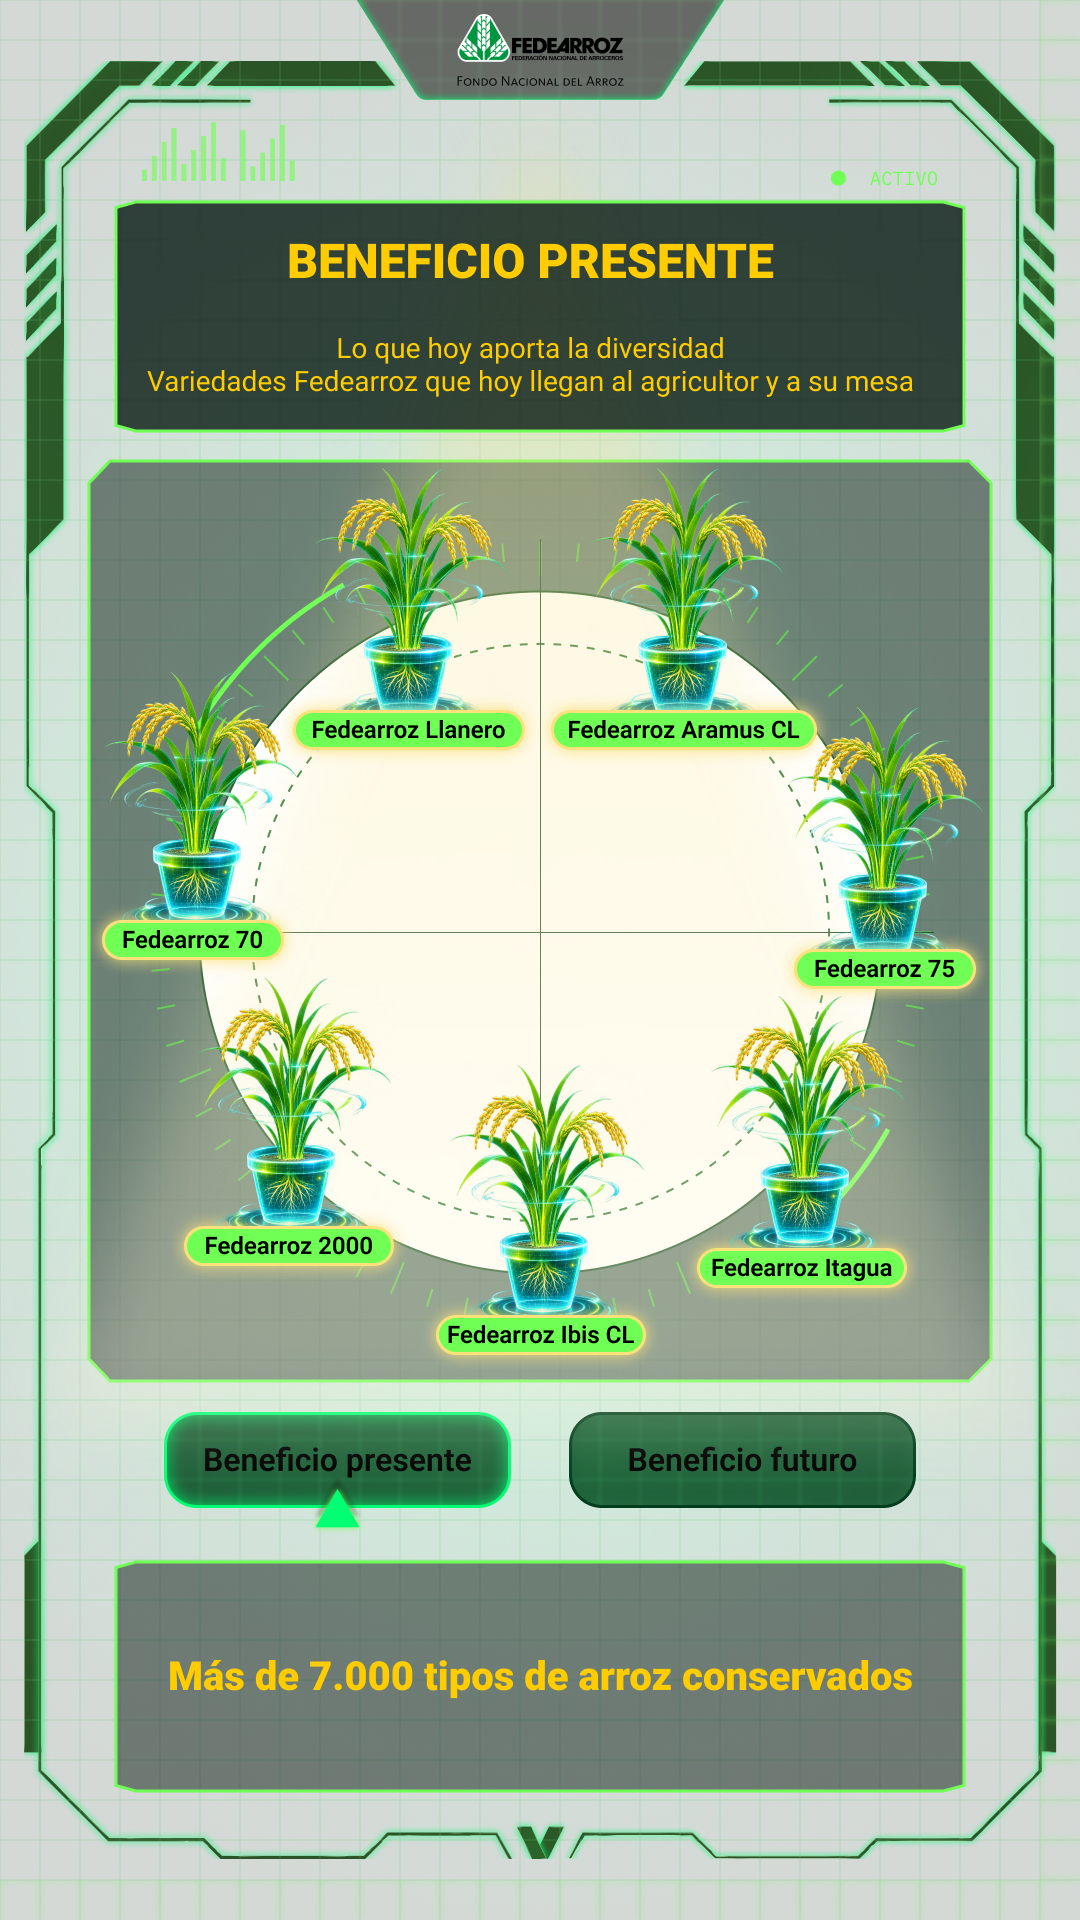 FEDEARROZ
FEDERACIÓN NACIONAL DE ARROCEROS
FONDO NACIONAL DEL ARROZ
ACTIVO
BENEFICIO PRESENTE
Lo que hoy aporta la diversidad
Variedades Fedearroz que hoy llegan al agricultor y a su mesa
Fedearroz Llanero
Fedearroz Aramus CL
Fedearroz 70
Fedearroz 75
Fedearroz 2000
Fedearroz Itagua
Fedearroz Ibis CL
Beneficio presente
Beneficio futuro
Más de 7.000 tipos de arroz conservados